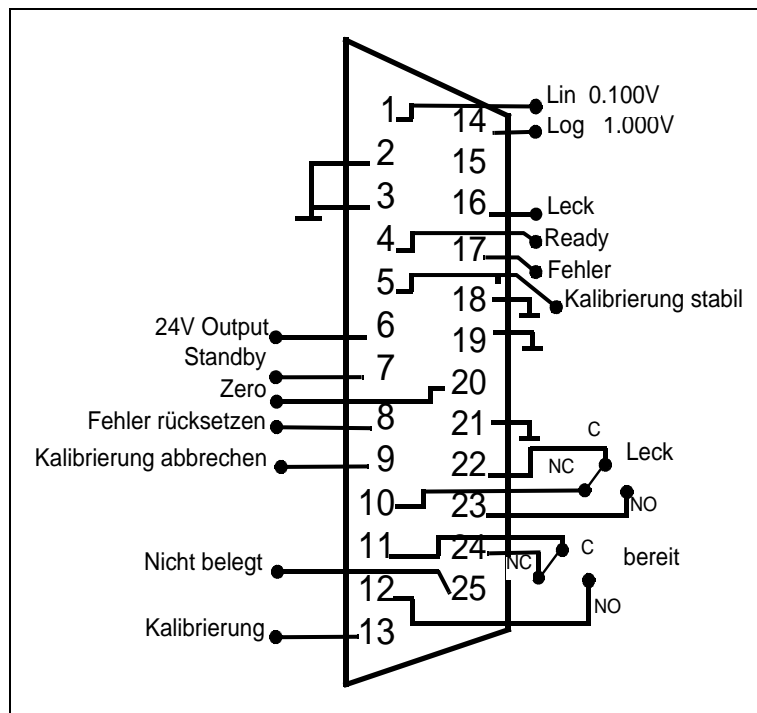 1
Lin 0.100V
14
Log 1.000V
2
15
3
16
Leck
4
Ready
17
Fehler
5
Kalibrierung stabil
18
24V Output
6
19
Standby
7
Zero
20
Fehler rücksetzen
8
21
C
Kalibrierung abbrechen
9
22
NC
Leck
10
23
NO
11
24
NC
C
bereit
Nicht belegt
12
25
NO
Kalibrierung
13